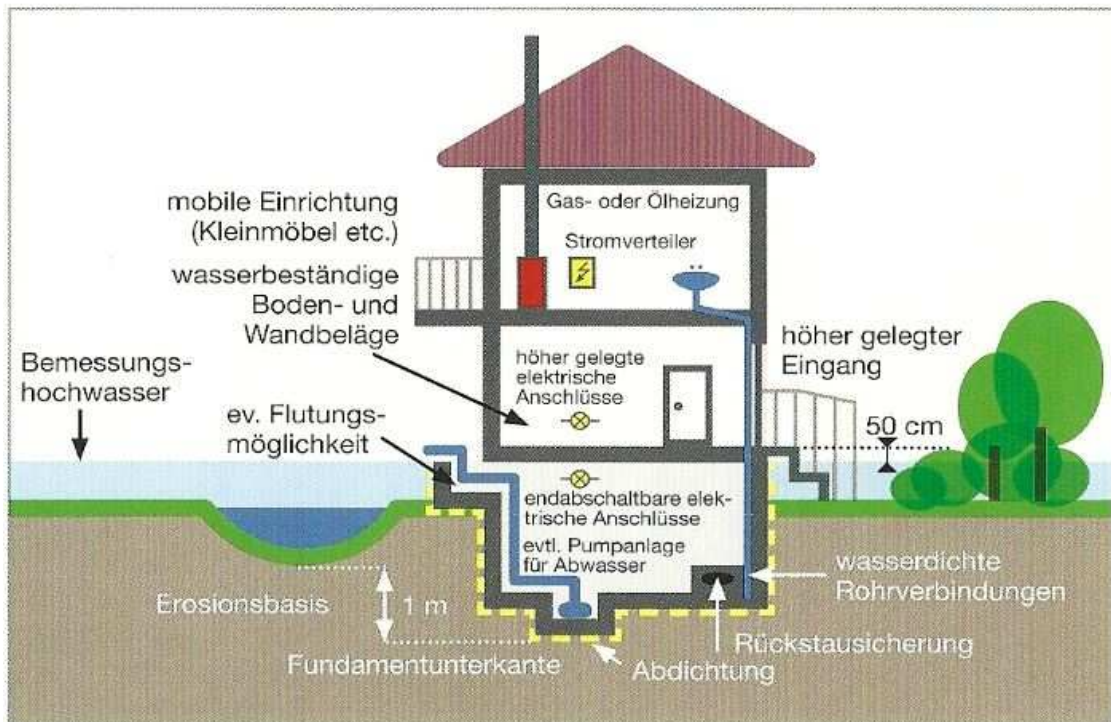 Gas- oder Ölheizung
mobile Einrichtung
(Kleinmöbel etc.)
Stromverteiler
wasserbeständige
Boden- und
Wandbeläge
höher gelegter
Eingang
Bemessungs-
hochwasser
höher gelegte
elektrische
Anschlüsse
ev. Flutungs-
möglichkeit
50 cm
endabschaltbare elek-
trische Anschlüsse
evtl. Pumpanlage
für Abwasser
wasserdichte
Rohrverbindungen
Erosionsbasis
1 m
Rückstausicherung
Fundamentunterkante
Abdichtung